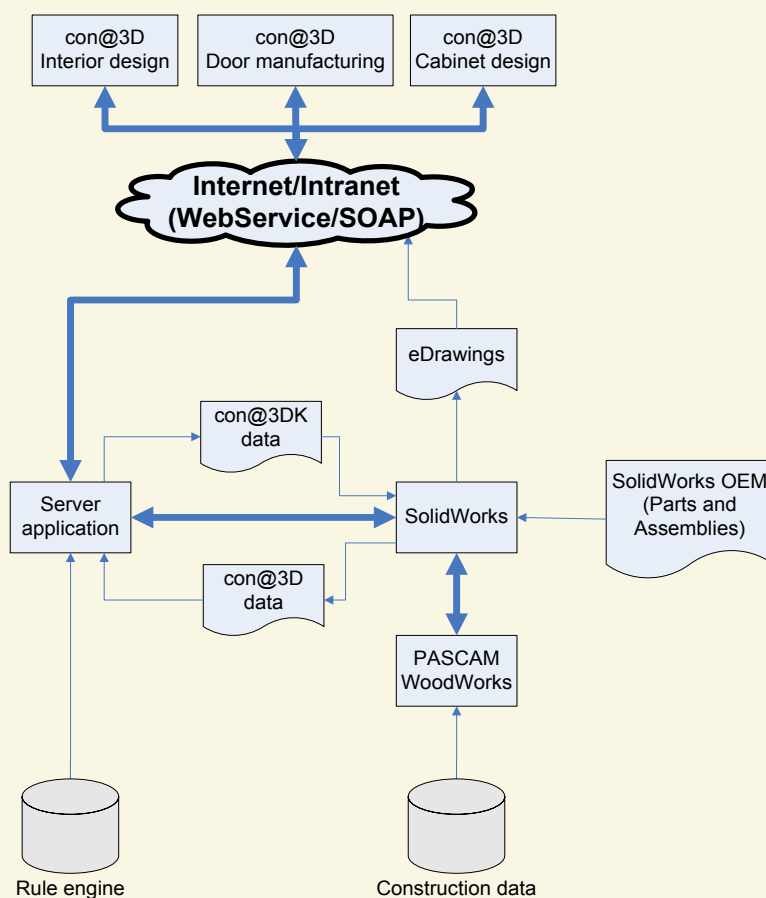 con@3D
Interior design
con@3D
Door manufacturing
con@3D
Cabinet design
Internet/Intranet
(WebService/SOAP)
eDrawings
con@3DK
data
Server
application
SolidWorks
SolidWorks OEM
(Parts and
Assemblies)
con@3D
data
PASCAM
WoodWorks
Rule engine
Construction data